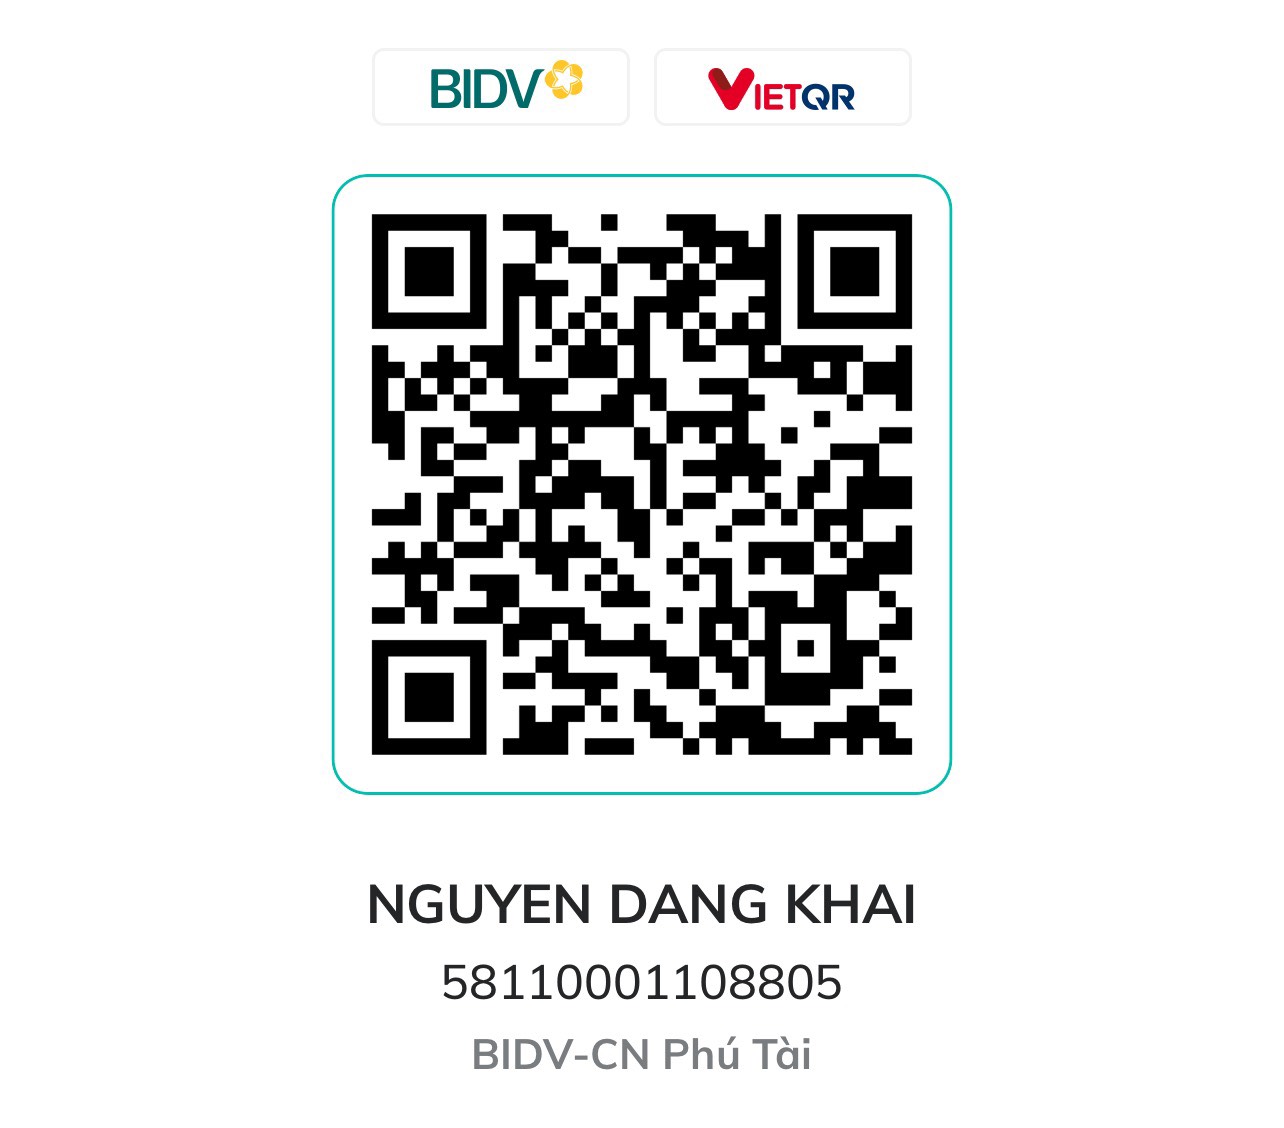 BIDV VIETQR
NGUYEN DANG KHAI
58110001108805
BIDV-CN Phú Tài